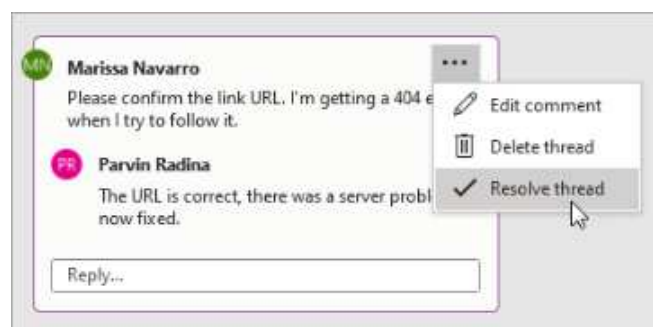 MN Marissa Navarro
...
Please confirm the link URL. I'm getting a 404 e
when I try to follow it.
PR Parvin Radina
The URL is correct, there was a server probl
now fixed.
Reply...
Edit comment
Delete thread
Resolve thread